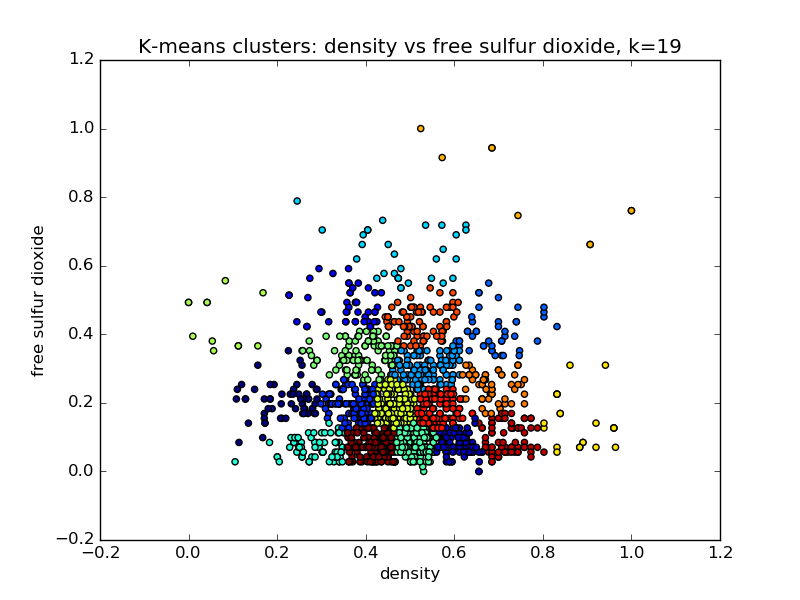 K-means clusters: density vs free sulfur dioxide, k=19
1.2
1.0
0.8
0.6
0.4
0.2
0.0
−0.2
free sulfur dioxide
−0.2 0.0 0.2 0.4 0.6 0.8 1.0 1.2
density